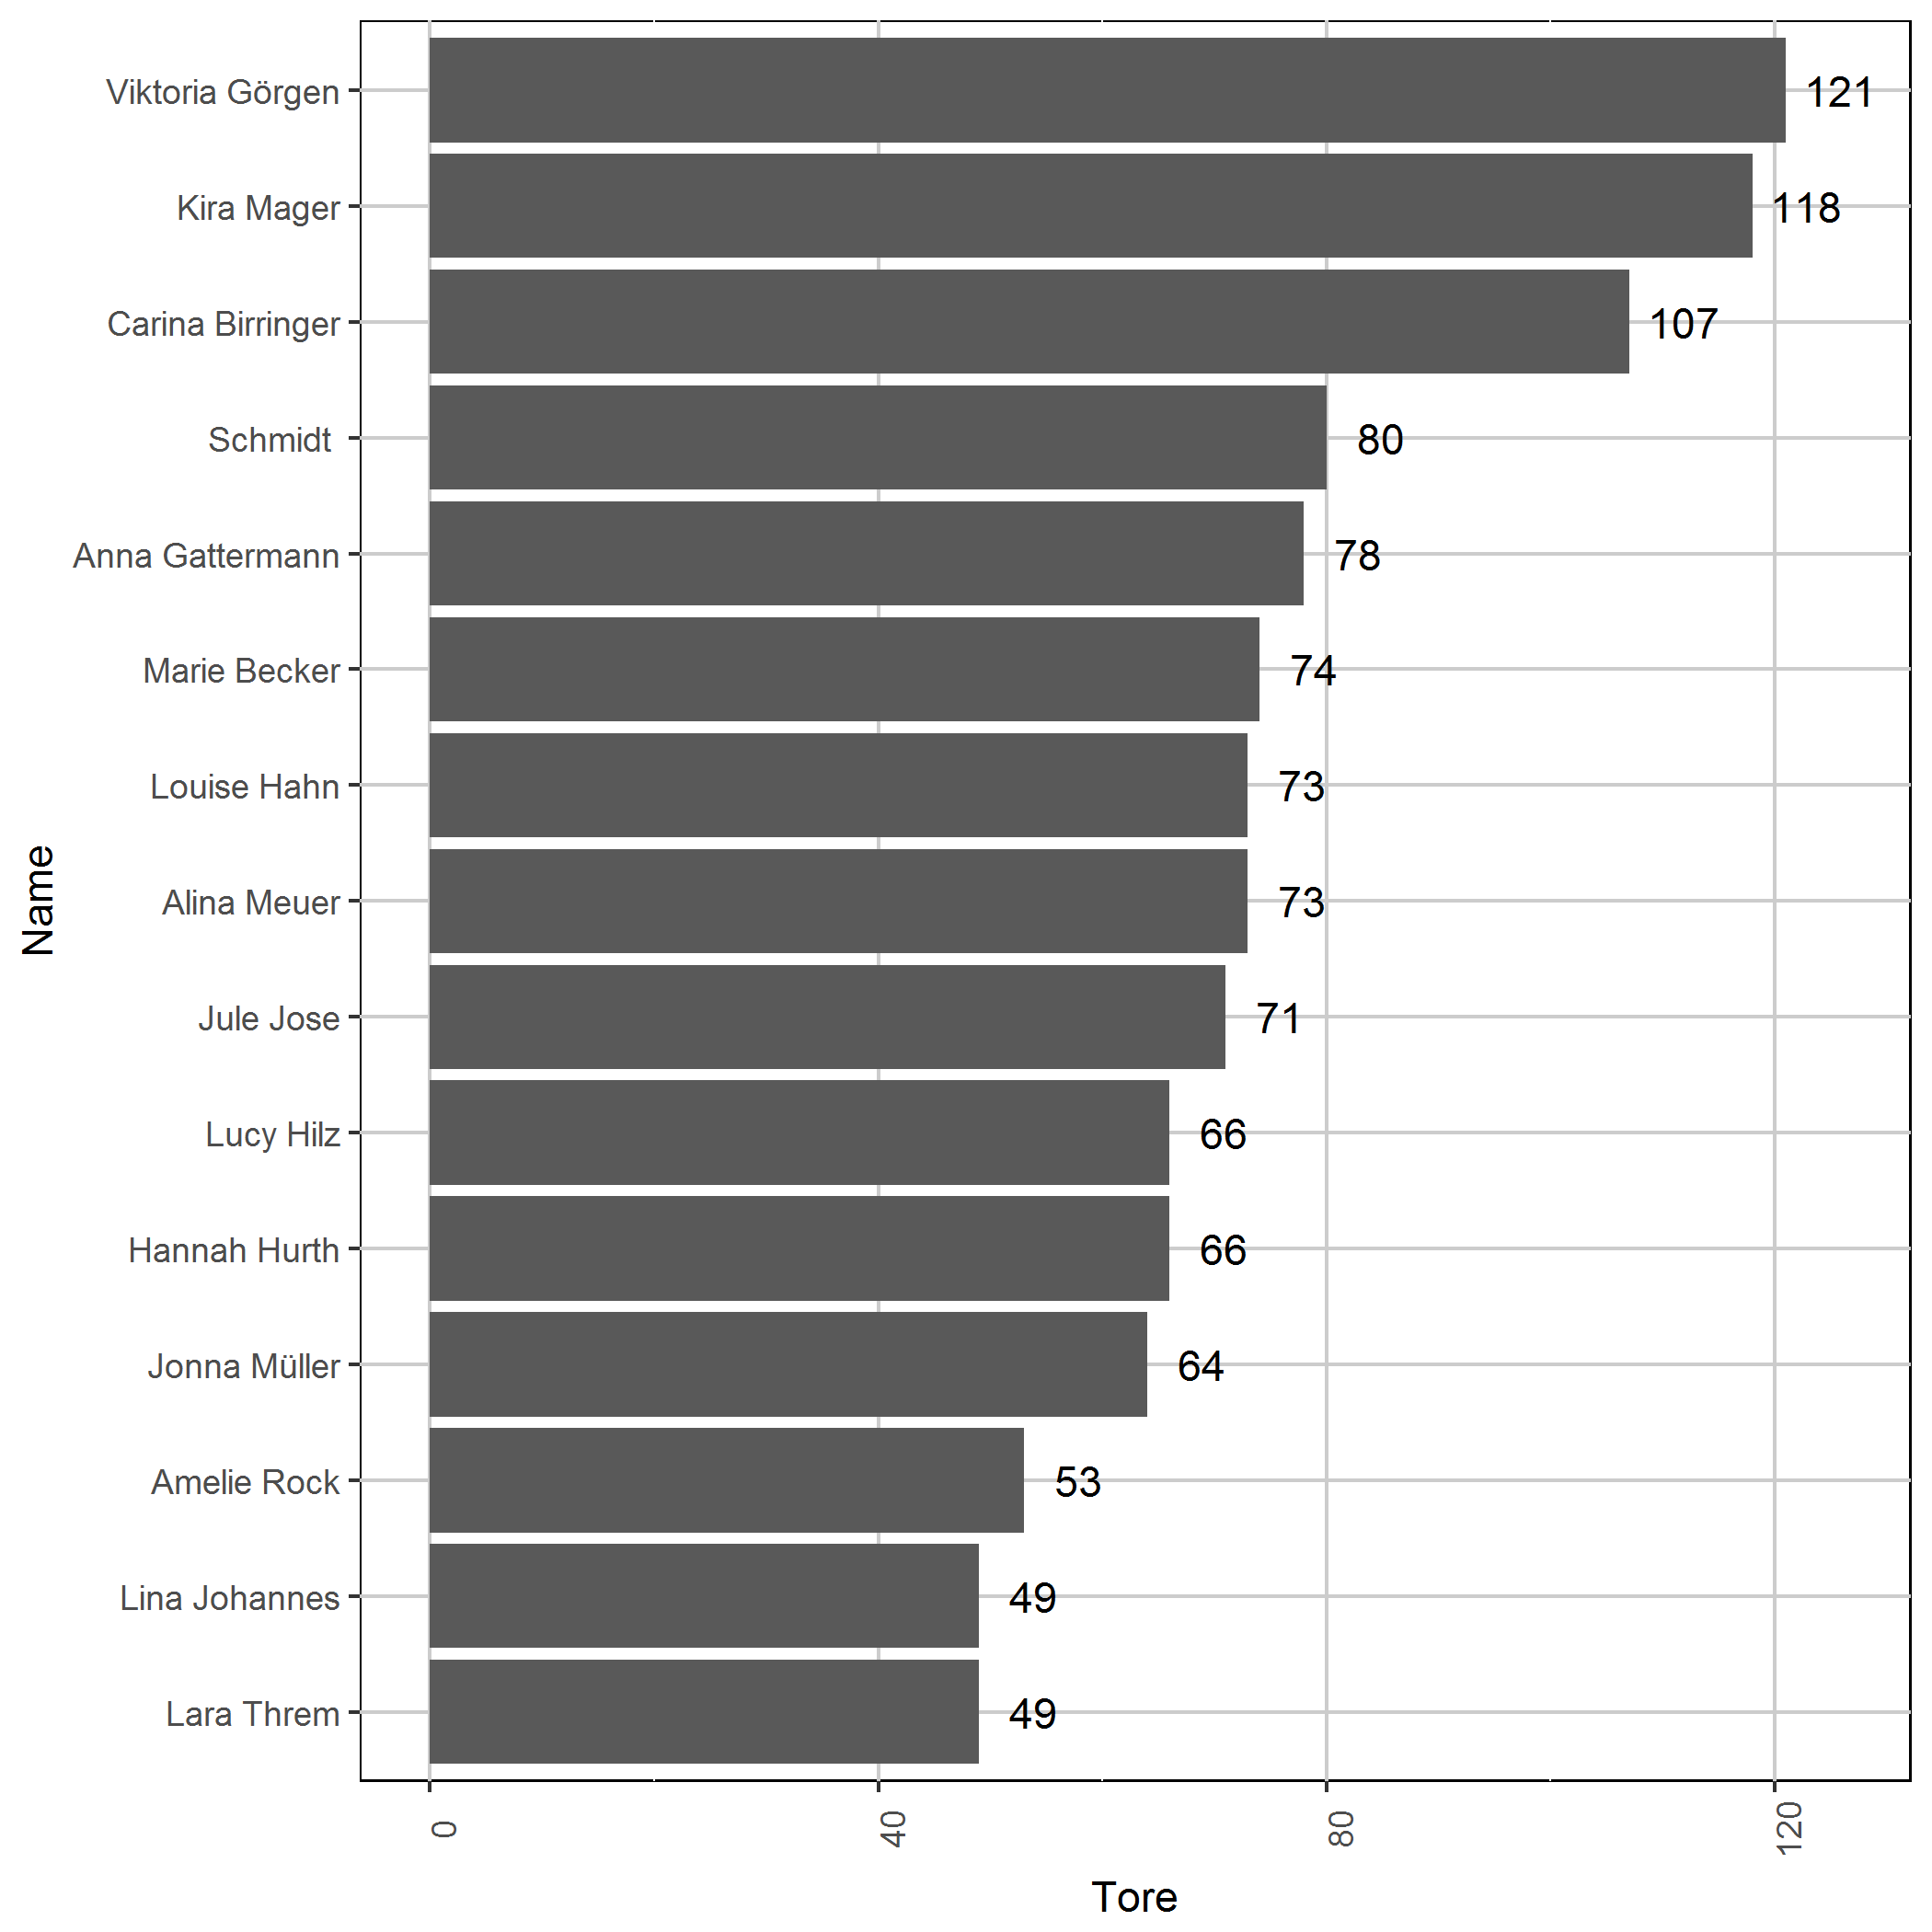 Viktoria Görgen 121
Kira Mager 118
Carina Birringer 107
Schmidt 80
Anna Gattermann 78
Marie Becker 74
Louise Hahn 73
Alina Meuer 73
Jule Jose 71
Lucy Hilz 66
Hannah Hurth 66
Jonna Müller 64
Amelie Rock 53
Lina Johannes 49
Lara Threm 49
Name
0 40 80 120
Tore